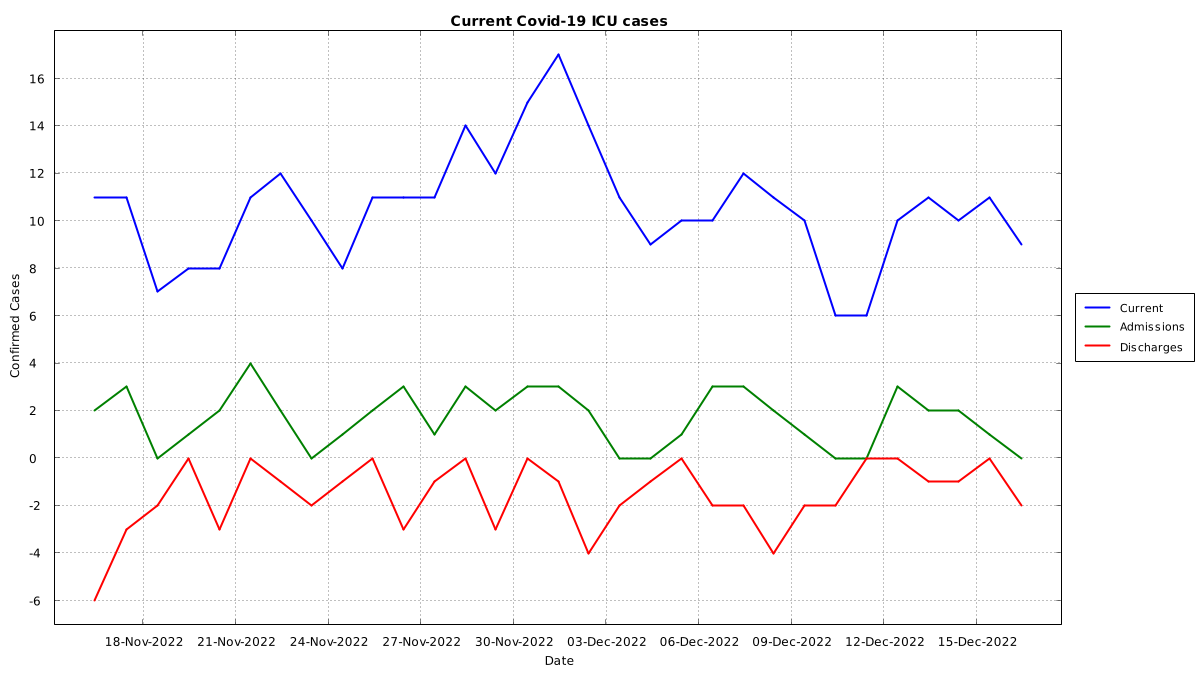 Current Covid-19 ICU cases
Confirmed Cases
16
14
12
10
8
6
4
2
0
-2
-4
-6
18-Nov-2022 21-Nov-2022 24-Nov-2022 27-Nov-2022 30-Nov-2022 03-Dec-2022 06-Dec-2022 09-Dec-2022 12-Dec-2022 15-Dec-2022
Date
Current
Admissions
Discharges